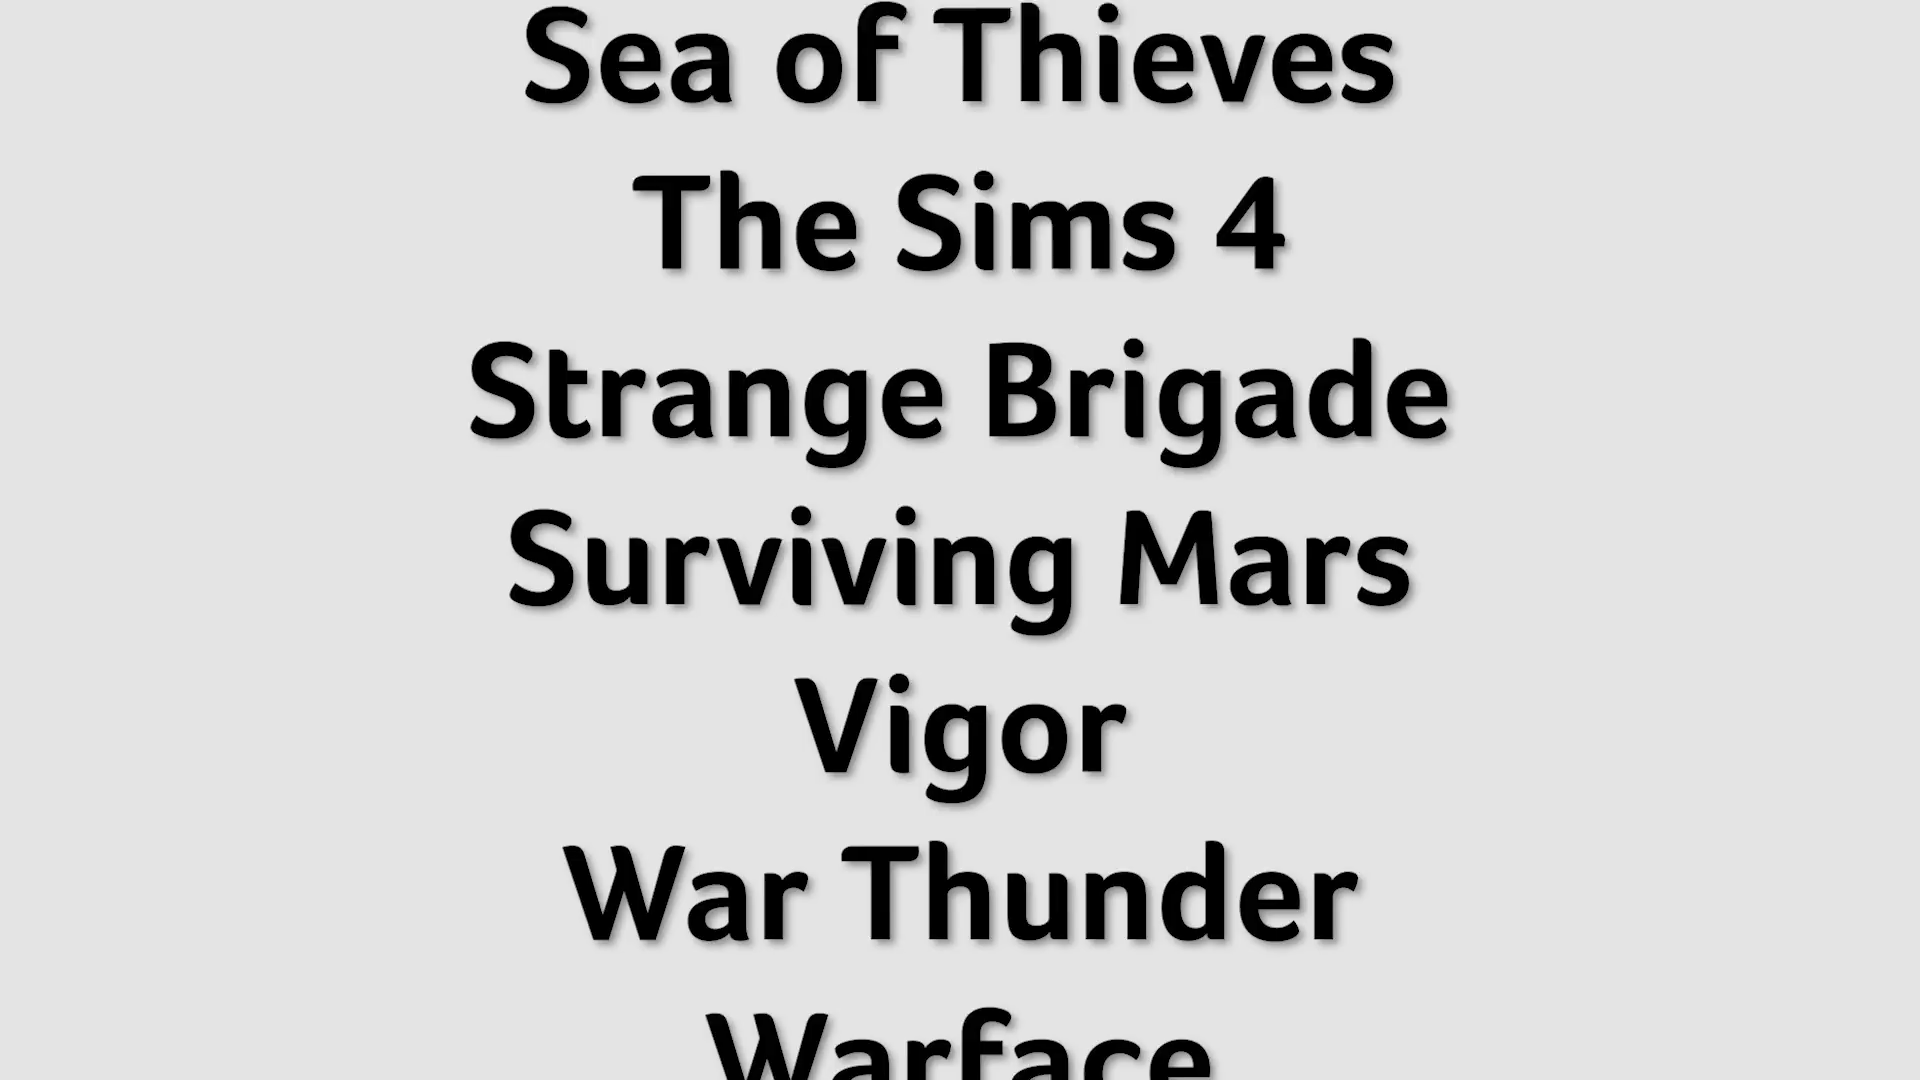 Sea of Thieves
The Sims 4
Strange Brigade
Surviving Mars
Vigor
War Thunder
Warface